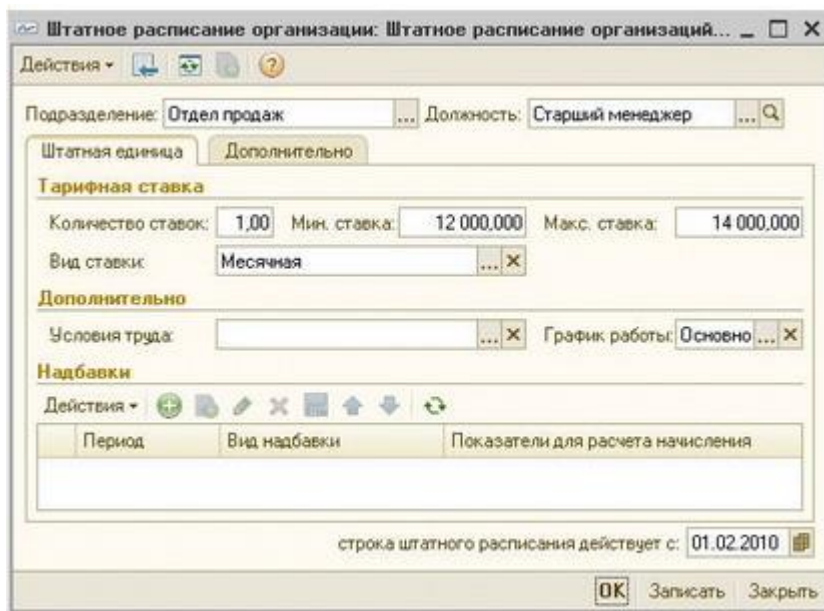 Штатное расписание организации: Штатное расписание организаций...
Действия
Подразделение: Отдел продаж ... Должность: Старший менеджер ...
Штатная единица Дополнительно
Тарифная ставка
Количество ставок: 1,00 Мин. ставка: 12 000,000 Макс. ставка: 14 000,000
Вид ставки: Месячная ...
Дополнительно
Условия труда: ... График работы: Основно ...
Надбавки
Действия
Период Вид надбавки Показатели для расчета начисления
строка штатного расписания действует с: 01.02.2010
OK Записать Закрыть